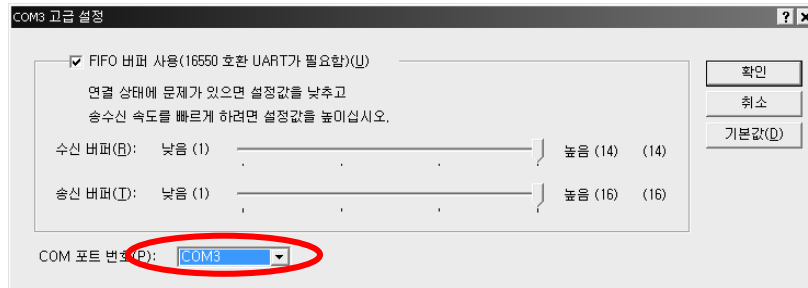 COM3 고급 설정
FIFO 버퍼 사용(16550 호환 UART가 필요함)(U)
연결 상태에 문제가 있으면 설정값을 낮추고
송수신 속도를 빠르게 하려면 설정값을 높이십시오.
수신 버퍼(R): 낮음 (1) 높음 (14) (14)
송신 버퍼(T): 낮음 (1) 높음 (16) (16)
COM 포트 번호(P): COM3
확인
취소
기본값(D)